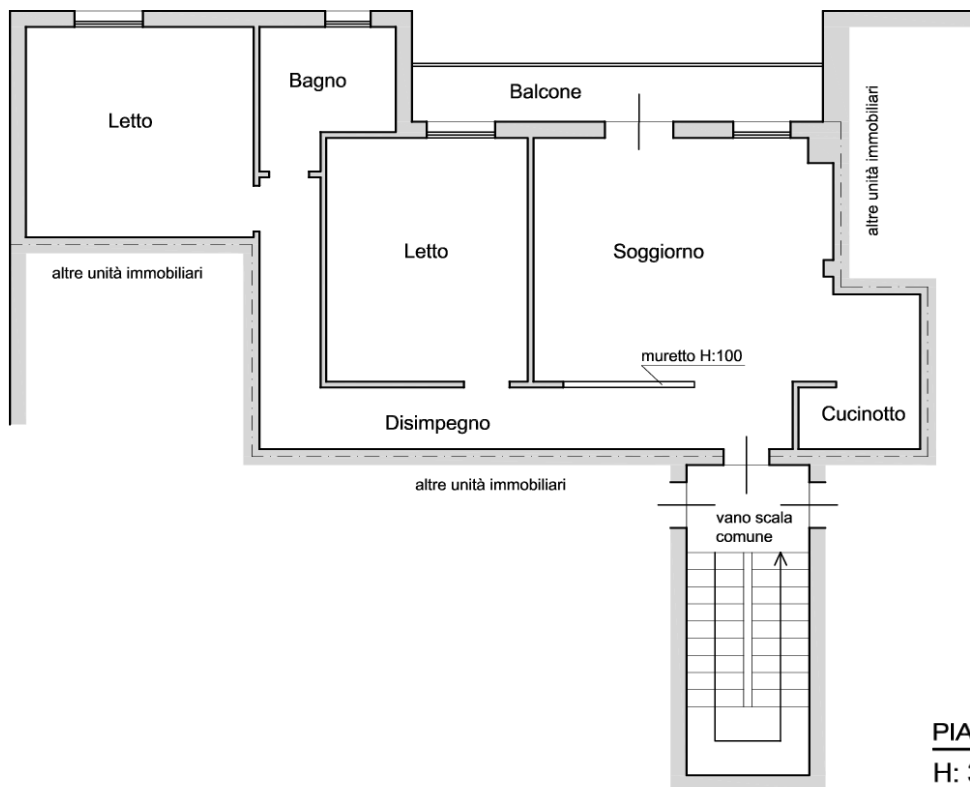 Bagno
Balcone
Letto
altre unità immobiliari
Letto
Soggiorno
altre unità immobiliari
muretto H:100
Disimpegno
Cucinotto
altre unità immobiliari
vano scala
comune
H: